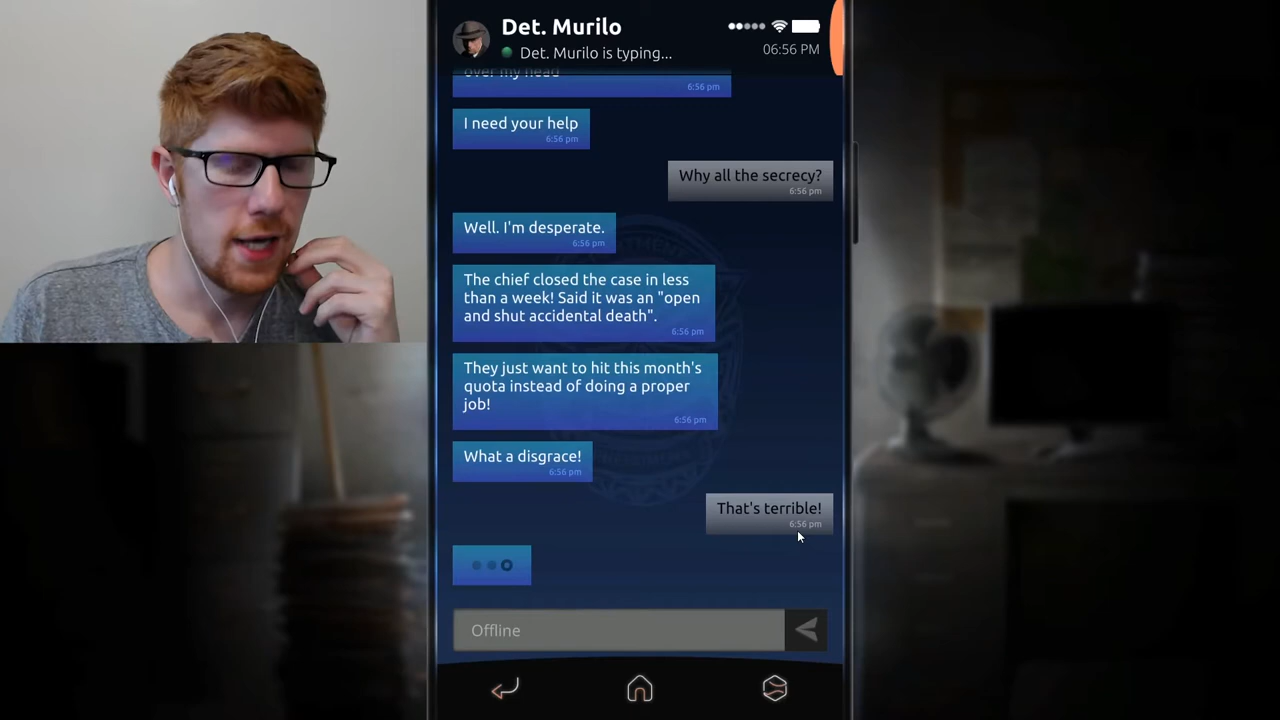 Det. Murilo
Det. Murilo is typing...
06:56 PM
over my head
6:56 pm
I need your help
6:56 pm
Why all the secrecy?
6:56 pm
Well. I'm desperate.
6:56 pm
The chief closed the case in less
than a week! Said it was an "open
and shut accidental death".
6:56 pm
They just want to hit this month's
quota instead of doing a proper
job!
6:56 pm
What a disgrace!
6:56 pm
That's terrible!
6:56 pm
Offline